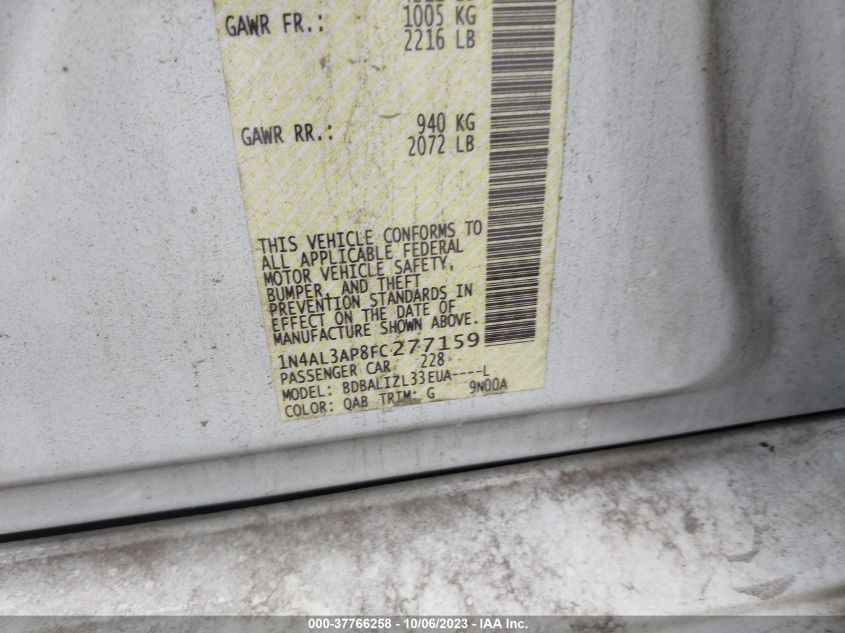 GAWR FR.: 1005 KG
2216 LB
GAWR RR.: 940 KG
2072 LB
THIS VEHICLE CONFORMS TO
ALL APPLICABLE FEDERAL
MOTOR VEHICLE SAFETY,
BUMPER, AND THEFT
PREVENTION STANDARDS IN
EFFECT ON THE DATE OF
MANUFACTURE SHOWN ABOVE.
1N4AL3AP8FC277159
PASSENGER CAR 228
MODEL: BDBALIZL33EUA----L
COLOR: QAB TRIM: G 9N00A
000-37766258 - 10/06/2023 - IAA Inc.